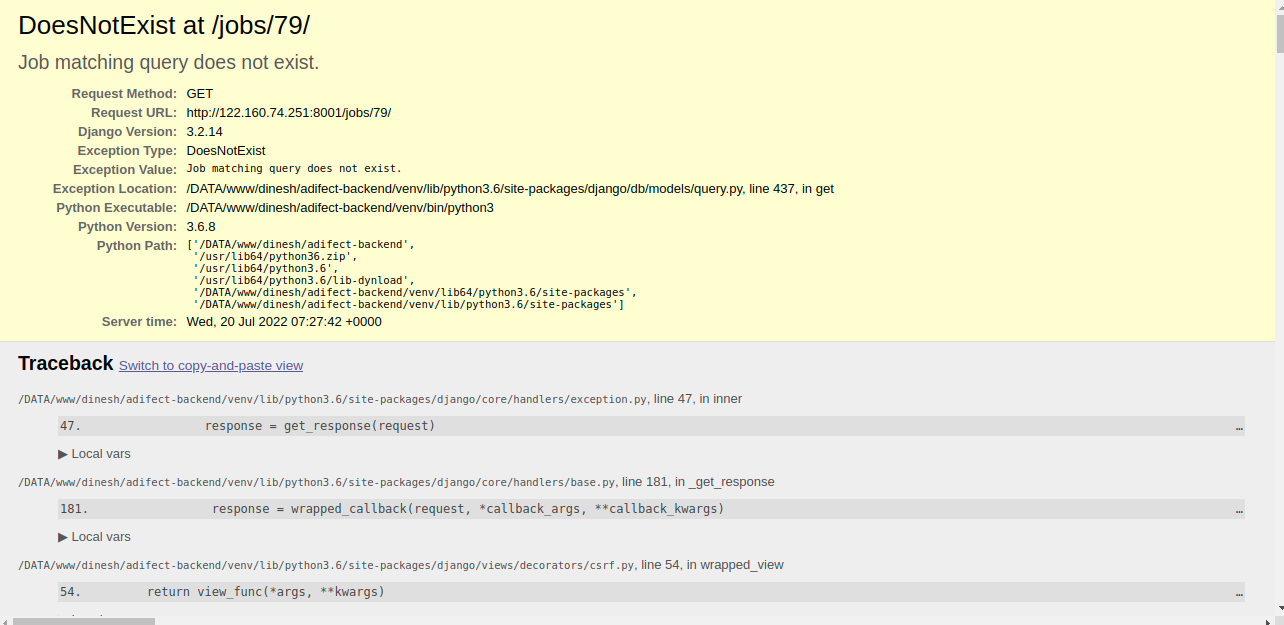 DoesNotExist at /jobs/79/
Job matching query does not exist.
Request Method: GET
Request URL: http://122.160.74.251:8001/jobs/79/
Django Version: 3.2.14
Exception Type: DoesNotExist
Exception Value: Job matching query does not exist.
Exception Location: /DATA/www/dinesh/adifect-backend/venv/lib/python3.6/site-packages/django/db/models/query.py, line 437, in get
Python Executable: /DATA/www/dinesh/adifect-backend/venv/bin/python3
Python Version: 3.6.8
Python Path: ['/DATA/www/dinesh/adifect-backend',
'/usr/lib64/python36.zip',
'/usr/lib64/python3.6',
'/usr/lib64/python3.6/lib-dynload',
'/DATA/www/dinesh/adifect-backend/venv/lib64/python3.6/site-packages',
'/DATA/www/dinesh/adifect-backend/venv/lib/python3.6/site-packages']
Server time: Wed, 20 Jul 2022 07:27:42 +0000
Traceback Switch to copy-and-paste view
/DATA/www/dinesh/adifect-backend/venv/lib/python3.6/site-packages/django/core/handlers/exception.py, line 47, in inner
47. response = get_response(request) …
▶ Local vars
/DATA/www/dinesh/adifect-backend/venv/lib/python3.6/site-packages/django/core/handlers/base.py, line 181, in _get_response
181. response = wrapped_callback(request, *callback_args, **callback_kwargs) …
▶ Local vars
/DATA/www/dinesh/adifect-backend/venv/lib/python3.6/site-packages/django/views/decorators/csrf.py, line 54, in wrapped_view
54. return view_func(*args, **kwargs) …